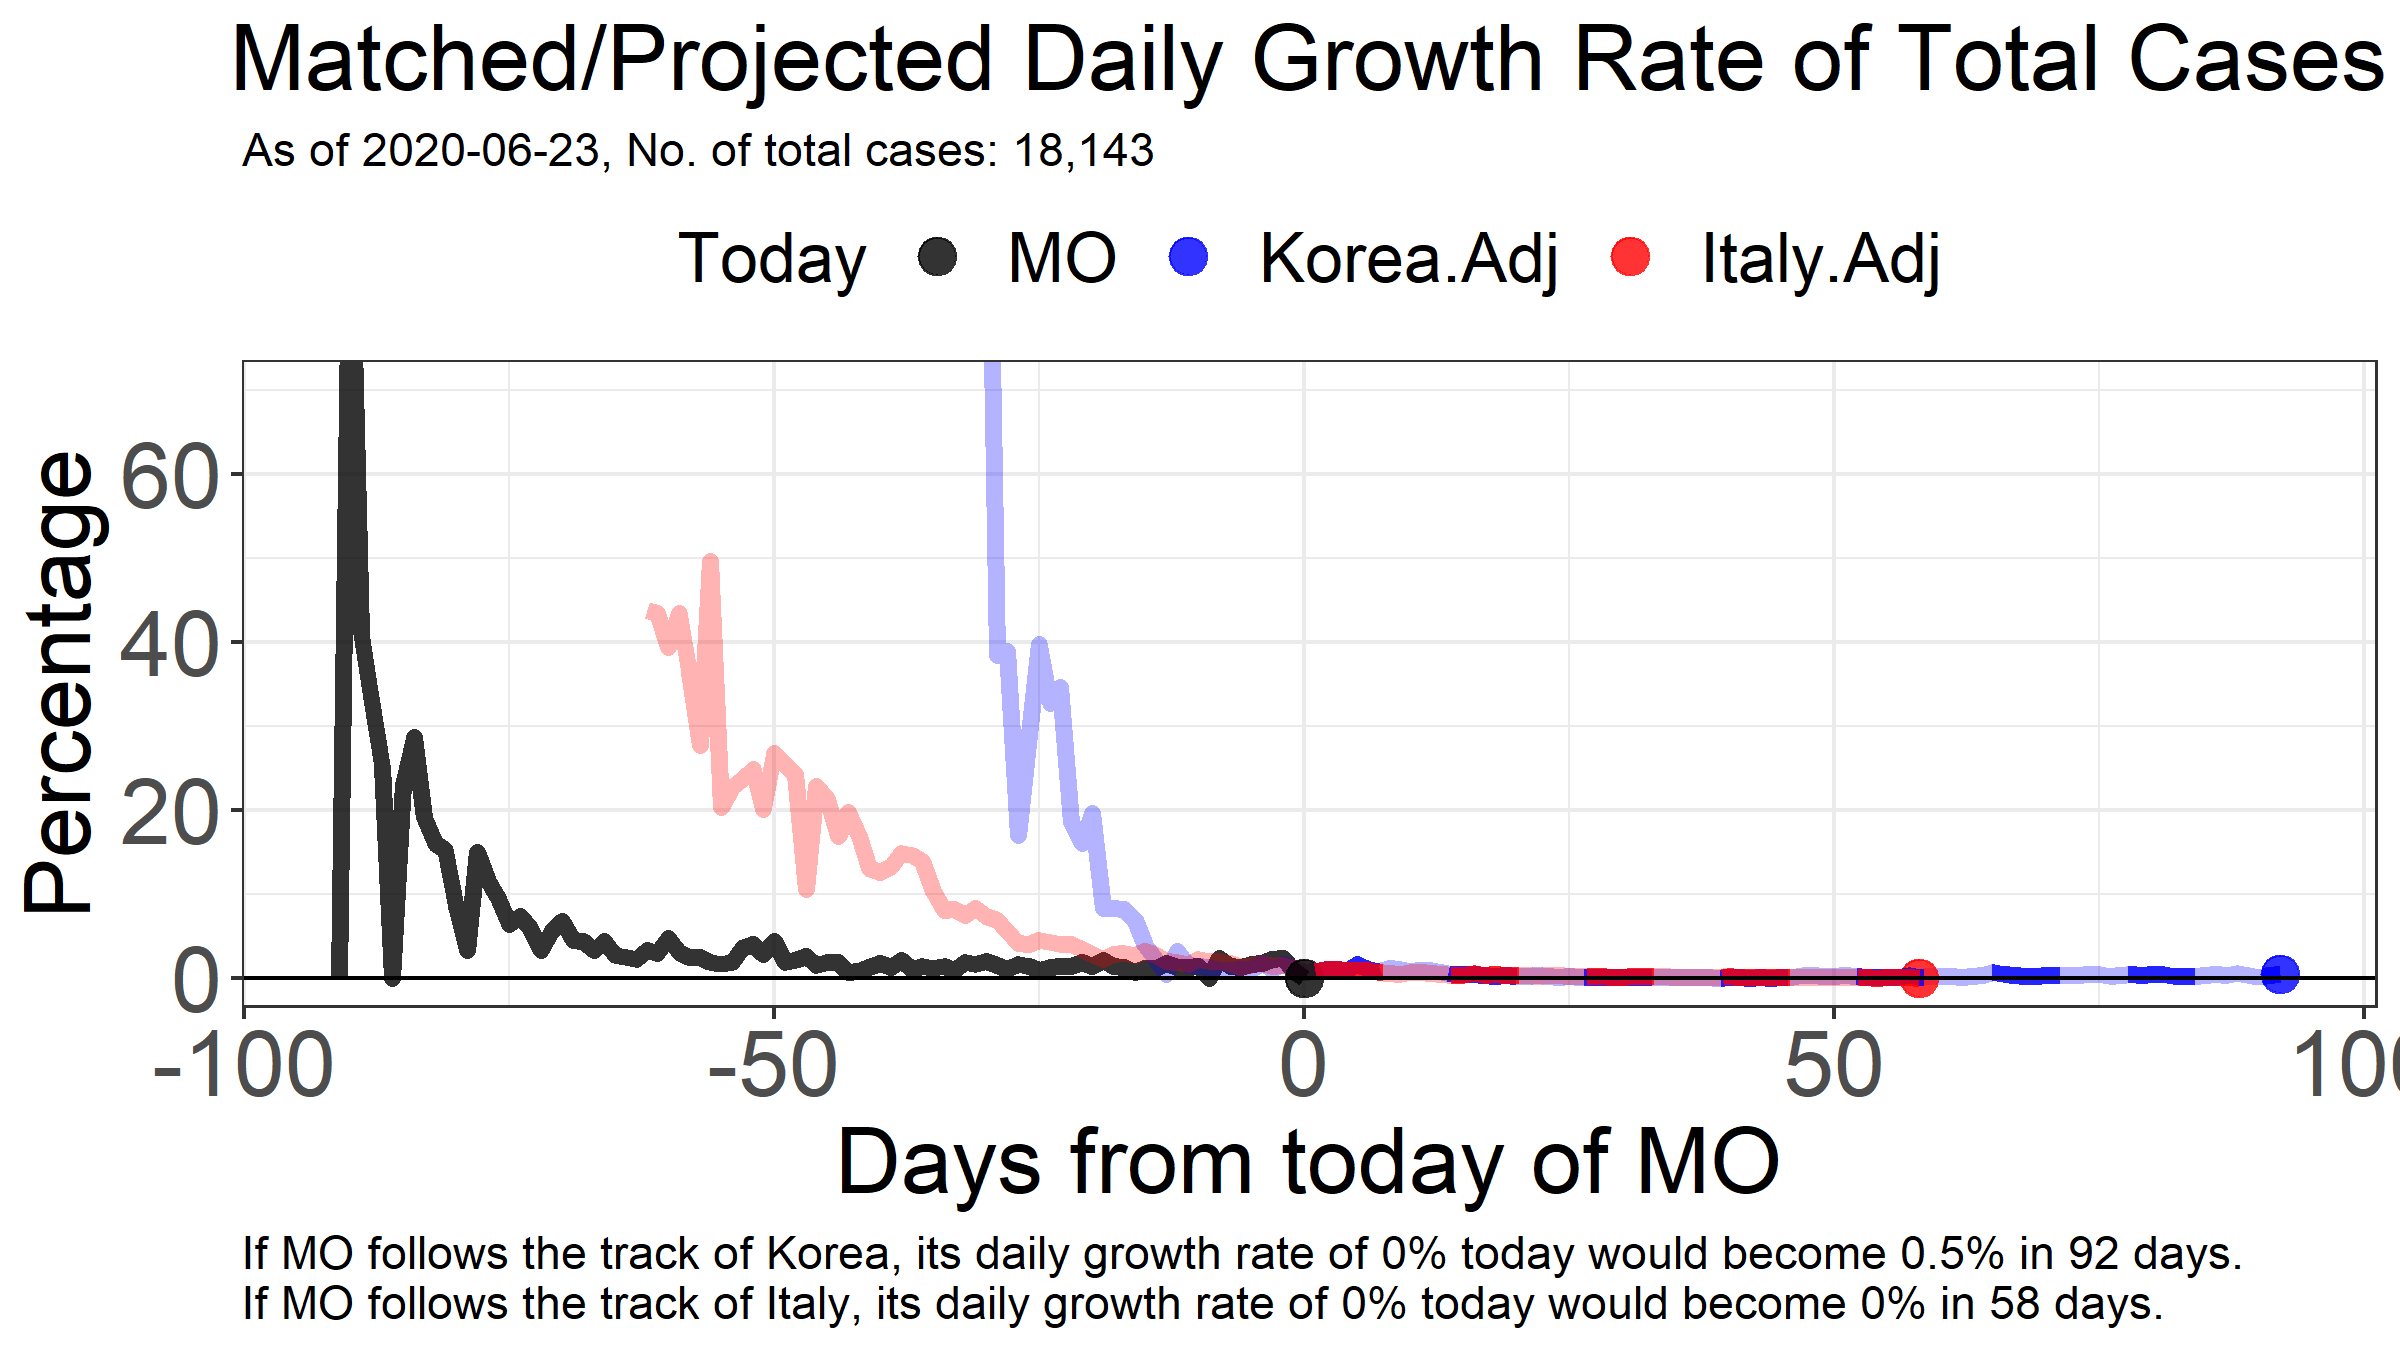 Matched/Projected Daily Growth Rate of Total Cases
As of 2020-06-23, No. of total cases: 18,143
Today MO Korea.Adj Italy.Adj
Percentage
60
40
20
0
-100 -50 0 50 100
Days from today of MO
If MO follows the track of Korea, its daily growth rate of 0% today would become 0.5% in 92 days.
If MO follows the track of Italy, its daily growth rate of 0% today would become 0% in 58 days.